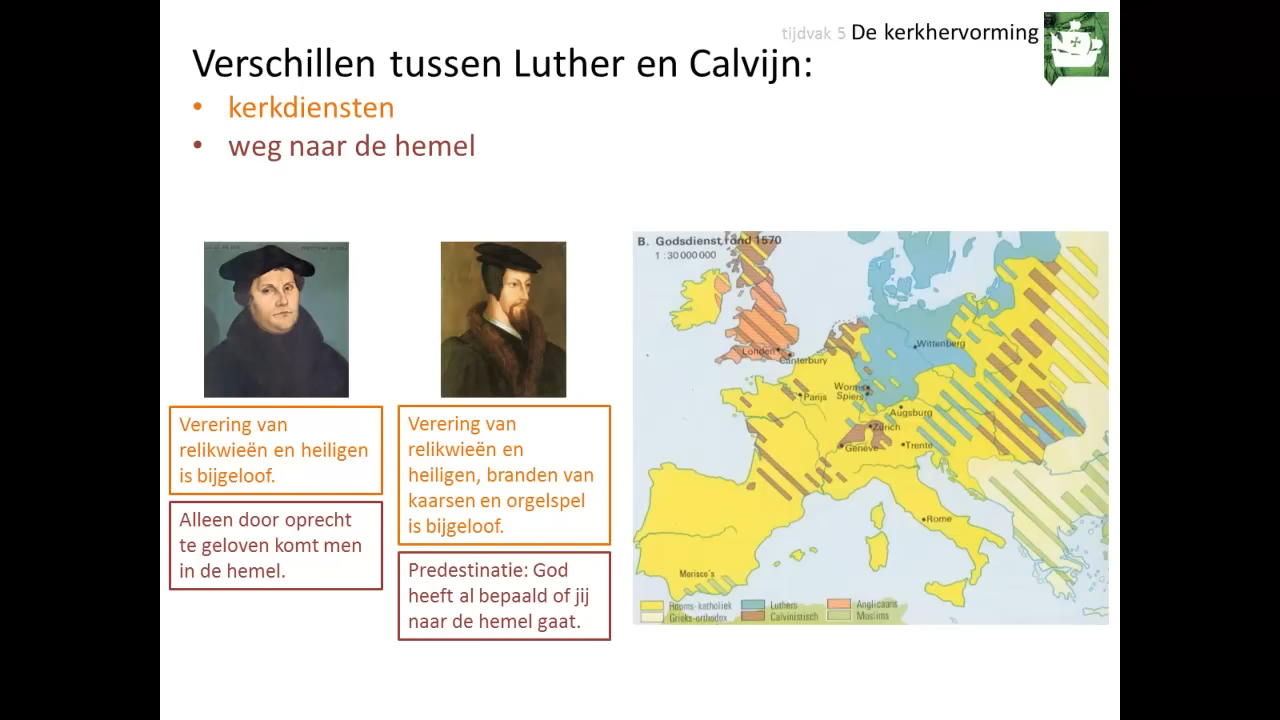 tijdvak 5 De kerkhervorming
Verschillen tussen Luther en Calvijn:
• kerkdiensten
• weg naar de hemel
Verering van
relikwieën en heiligen
is bijgeloof.
Alleen door oprecht
te geloven komt men
in de hemel.
Verering van
relikwieën en
heiligen, branden van
kaarsen en orgelspel
is bijgeloof.
Predestinatie: God
heeft al bepaald of jij
naar de hemel gaat.
B. Godsdienst, rond 1570
1 : 30 000 000
Wittenberg
Londen
Canterbury
Worms
Spiers
Parijs
Augsburg
Zürich
Genève
Trente
Rome
Morisco's
Rooms-katholiek
Luthers
Anglicaans
Grieks-orthodox
Calvinistisch
Moslims